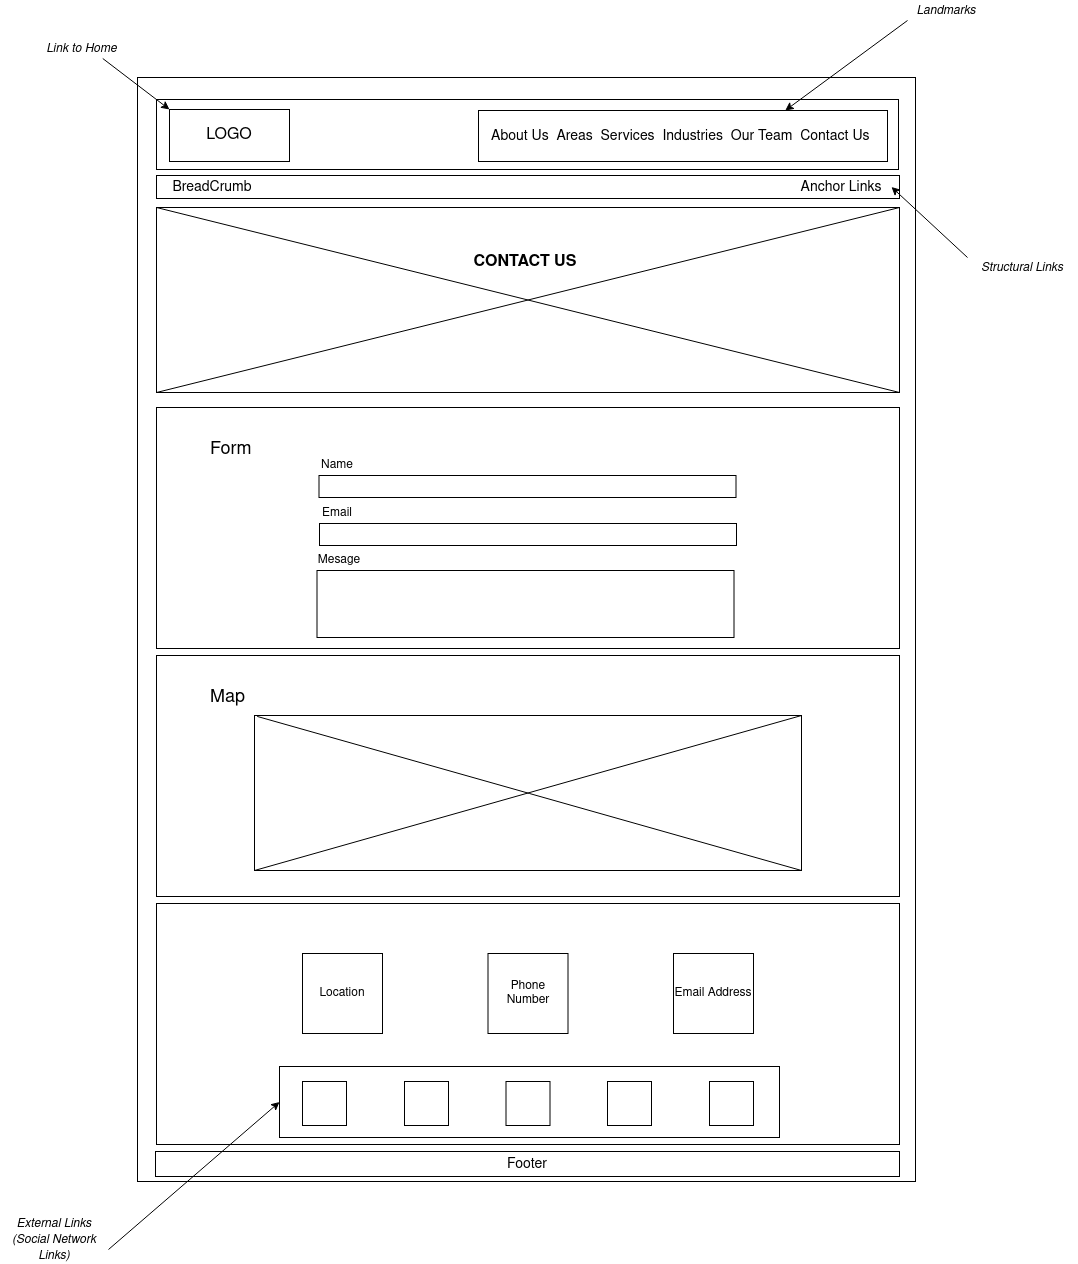 Landmarks
Link to Home
LOGO
About Us Areas Services Industries Our Team Contact Us
BreadCrumb
Anchor Links
CONTACT US
Structural Links
Form
Name
Email
Mesage
Map
Location
Phone
Number
Email Address
Footer
External Links
(Social Network
Links)